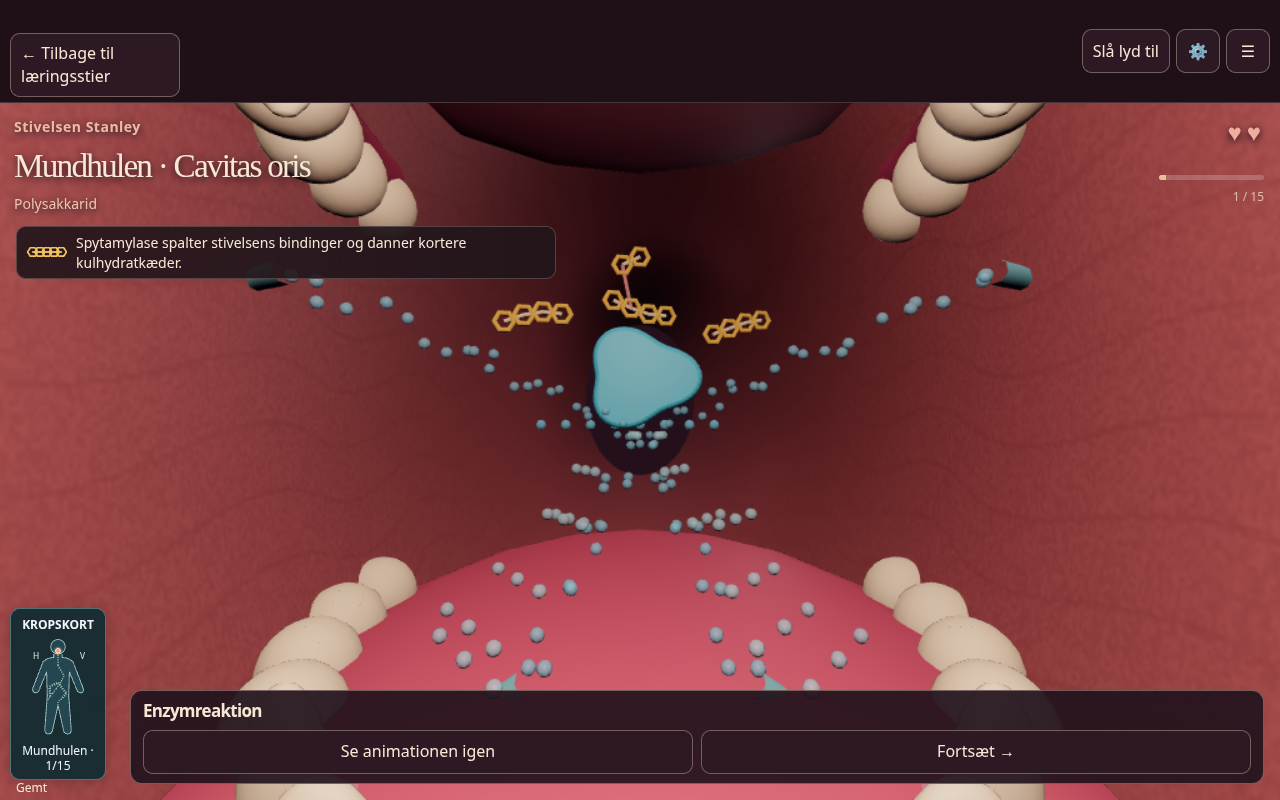 ← Tilbage til
læringsstier
Slå lyd til
Stivelsen Stanley
Mundhulen · Cavitas oris
Polysakkarid
1 / 15
Spytamylase spalter stivelsens bindinger og danner kortere
kulhydratkæder.
KROPSKORT
H V
Mundhulen ·
1/15
Gemt
Enzymreaktion
Se animationen igen
Fortsæt →